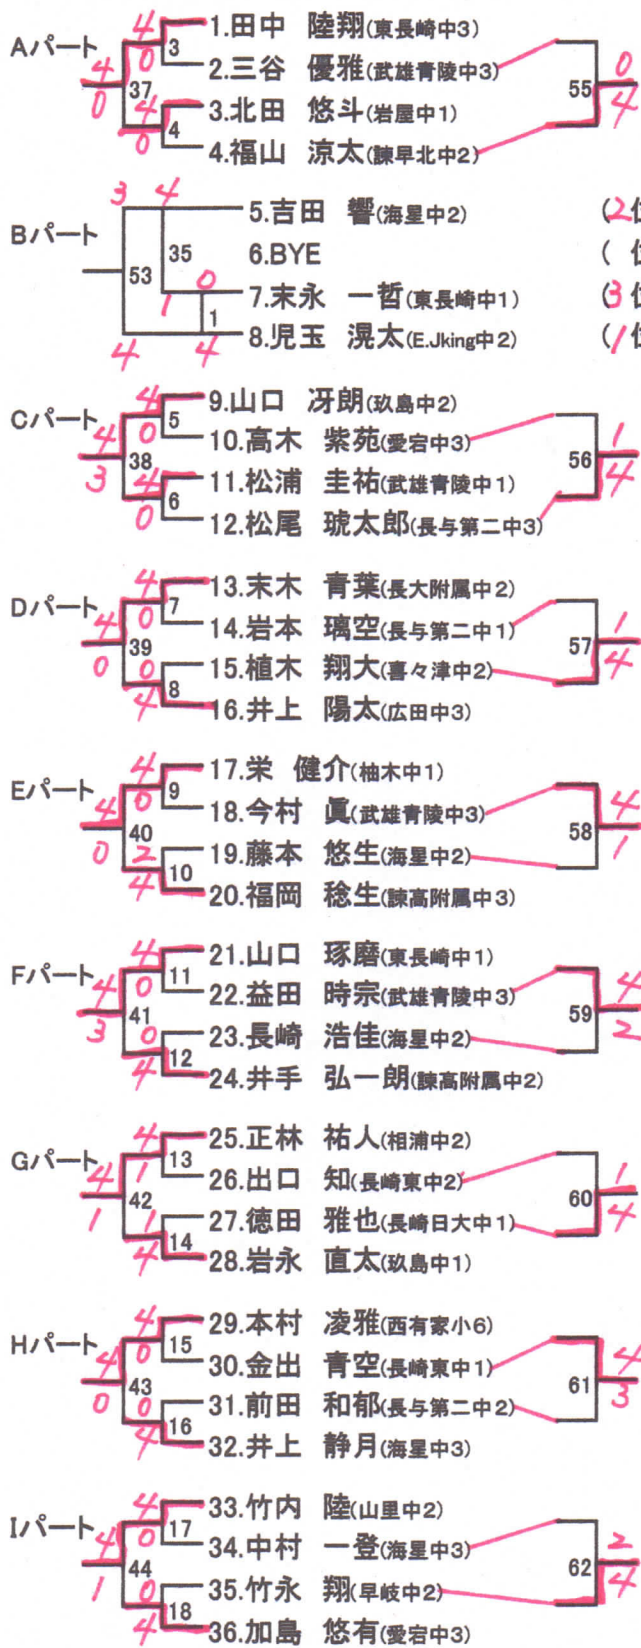 4 1.田中 陸翔(東長崎中3)
Aパート 4 0 3 0
2.三谷 優雅(武雄青陵中3)
37 55
0 4 3.北田 悠斗(岩屋中1) 4
0 4 4.福山 涼太(諫早北中2)
3 4 5.吉田 響(海星中2) (2位
Bパート 35 6.BYE ( 位
53 0
1 7.末永 一哲(東長崎中1) (3位
1
4 4 8.児玉 滉太(E.Jking中2) (1位
4 9.山口 冴朗(玖島中2)
Cパート 4 0 5 1
10.高木 紫苑(愛宕中3)
38 56
3 4 11.松浦 圭祐(武雄青陵中1) 4
0 6 12.松尾 琥太郎(長与第二中3)
4 13.末木 青葉(長大附属中2)
Dパート 4 0 7 1
14.岩本 璃空(長与第二中1)
39 57
0 0 15.植木 翔大(喜々津中2) 4
4 8 16.井上 陽太(広田中3)
4 17.栄 健介(柚木中1)
Eパート 4 0 9 4
18.今村 眞(武雄青陵中3)
40 58
0 2 19.藤本 悠生(海星中2) 1
4 10 20.福岡 稔生(諫高附属中3)
4 21.山口 琢磨(東長崎中1)
Fパート 4 0 11 4
22.益田 時宗(武雄青陵中3)
41 59
3 0 23.長崎 浩佳(海星中2) 2
4 12 24.井手 弘一朗(諫高附属中2)
4 25.正林 祐人(相浦中2)
Gパート 4 1 13 1
26.出口 知(長崎東中2)
42 60
1 1 27.徳田 雅也(長崎日大中1) 4
4 14 28.岩永 直太(玖島中1)
4 29.本村 凌雅(西有家小6)
Hパート 4 0 15 4
30.金出 青空(長崎東中1)
43 61
0 0 31.前田 和郁(長与第二中2) 3
4 16 32.井上 静月(海星中3)
4 33.竹内 陸(山里中2)
Iパート 4 0 17 2
34.中村 一登(海星中3)
44 62
1 0 35.竹永 翔(早岐中2) 4
4 18 36.加島 悠有(愛宕中3)